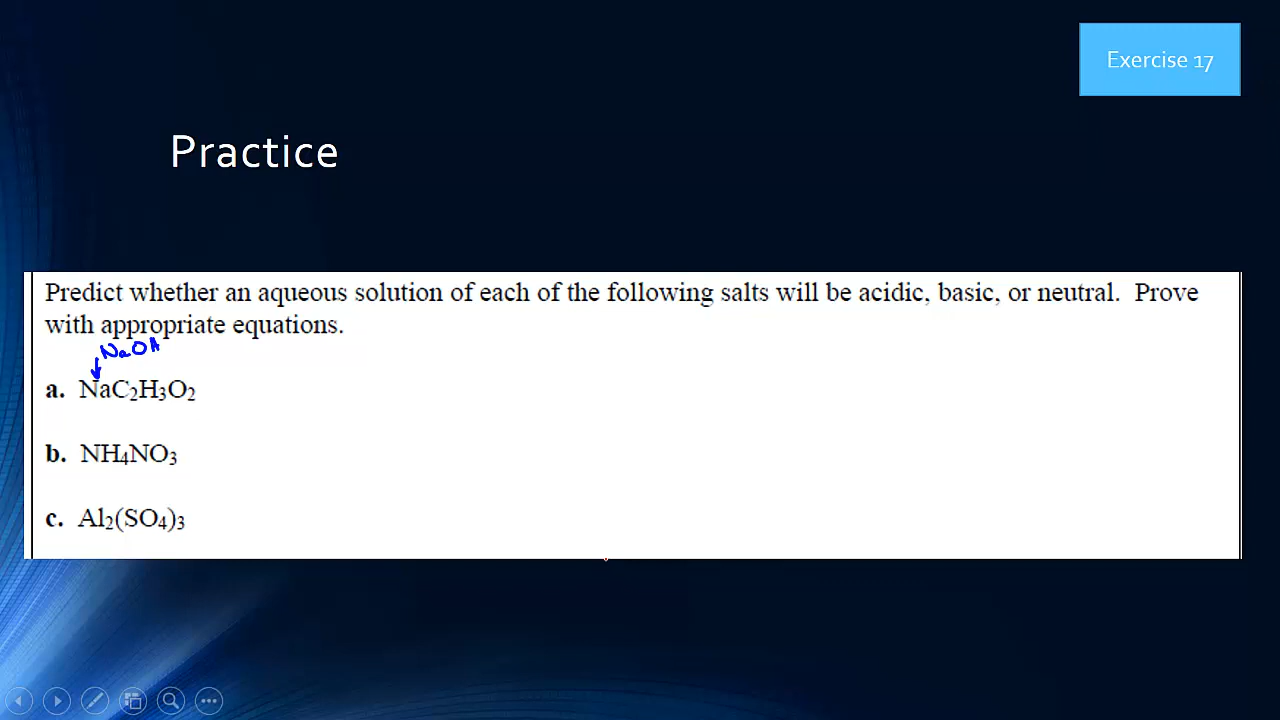 Exercise 17
Practice
Predict whether an aqueous solution of each of the following salts will be acidic, basic, or neutral. Prove
with appropriate equations.
NaOH
a. NaC₂H₃O₂
b. NH₄NO₃
c. Al₂(SO₄)₃